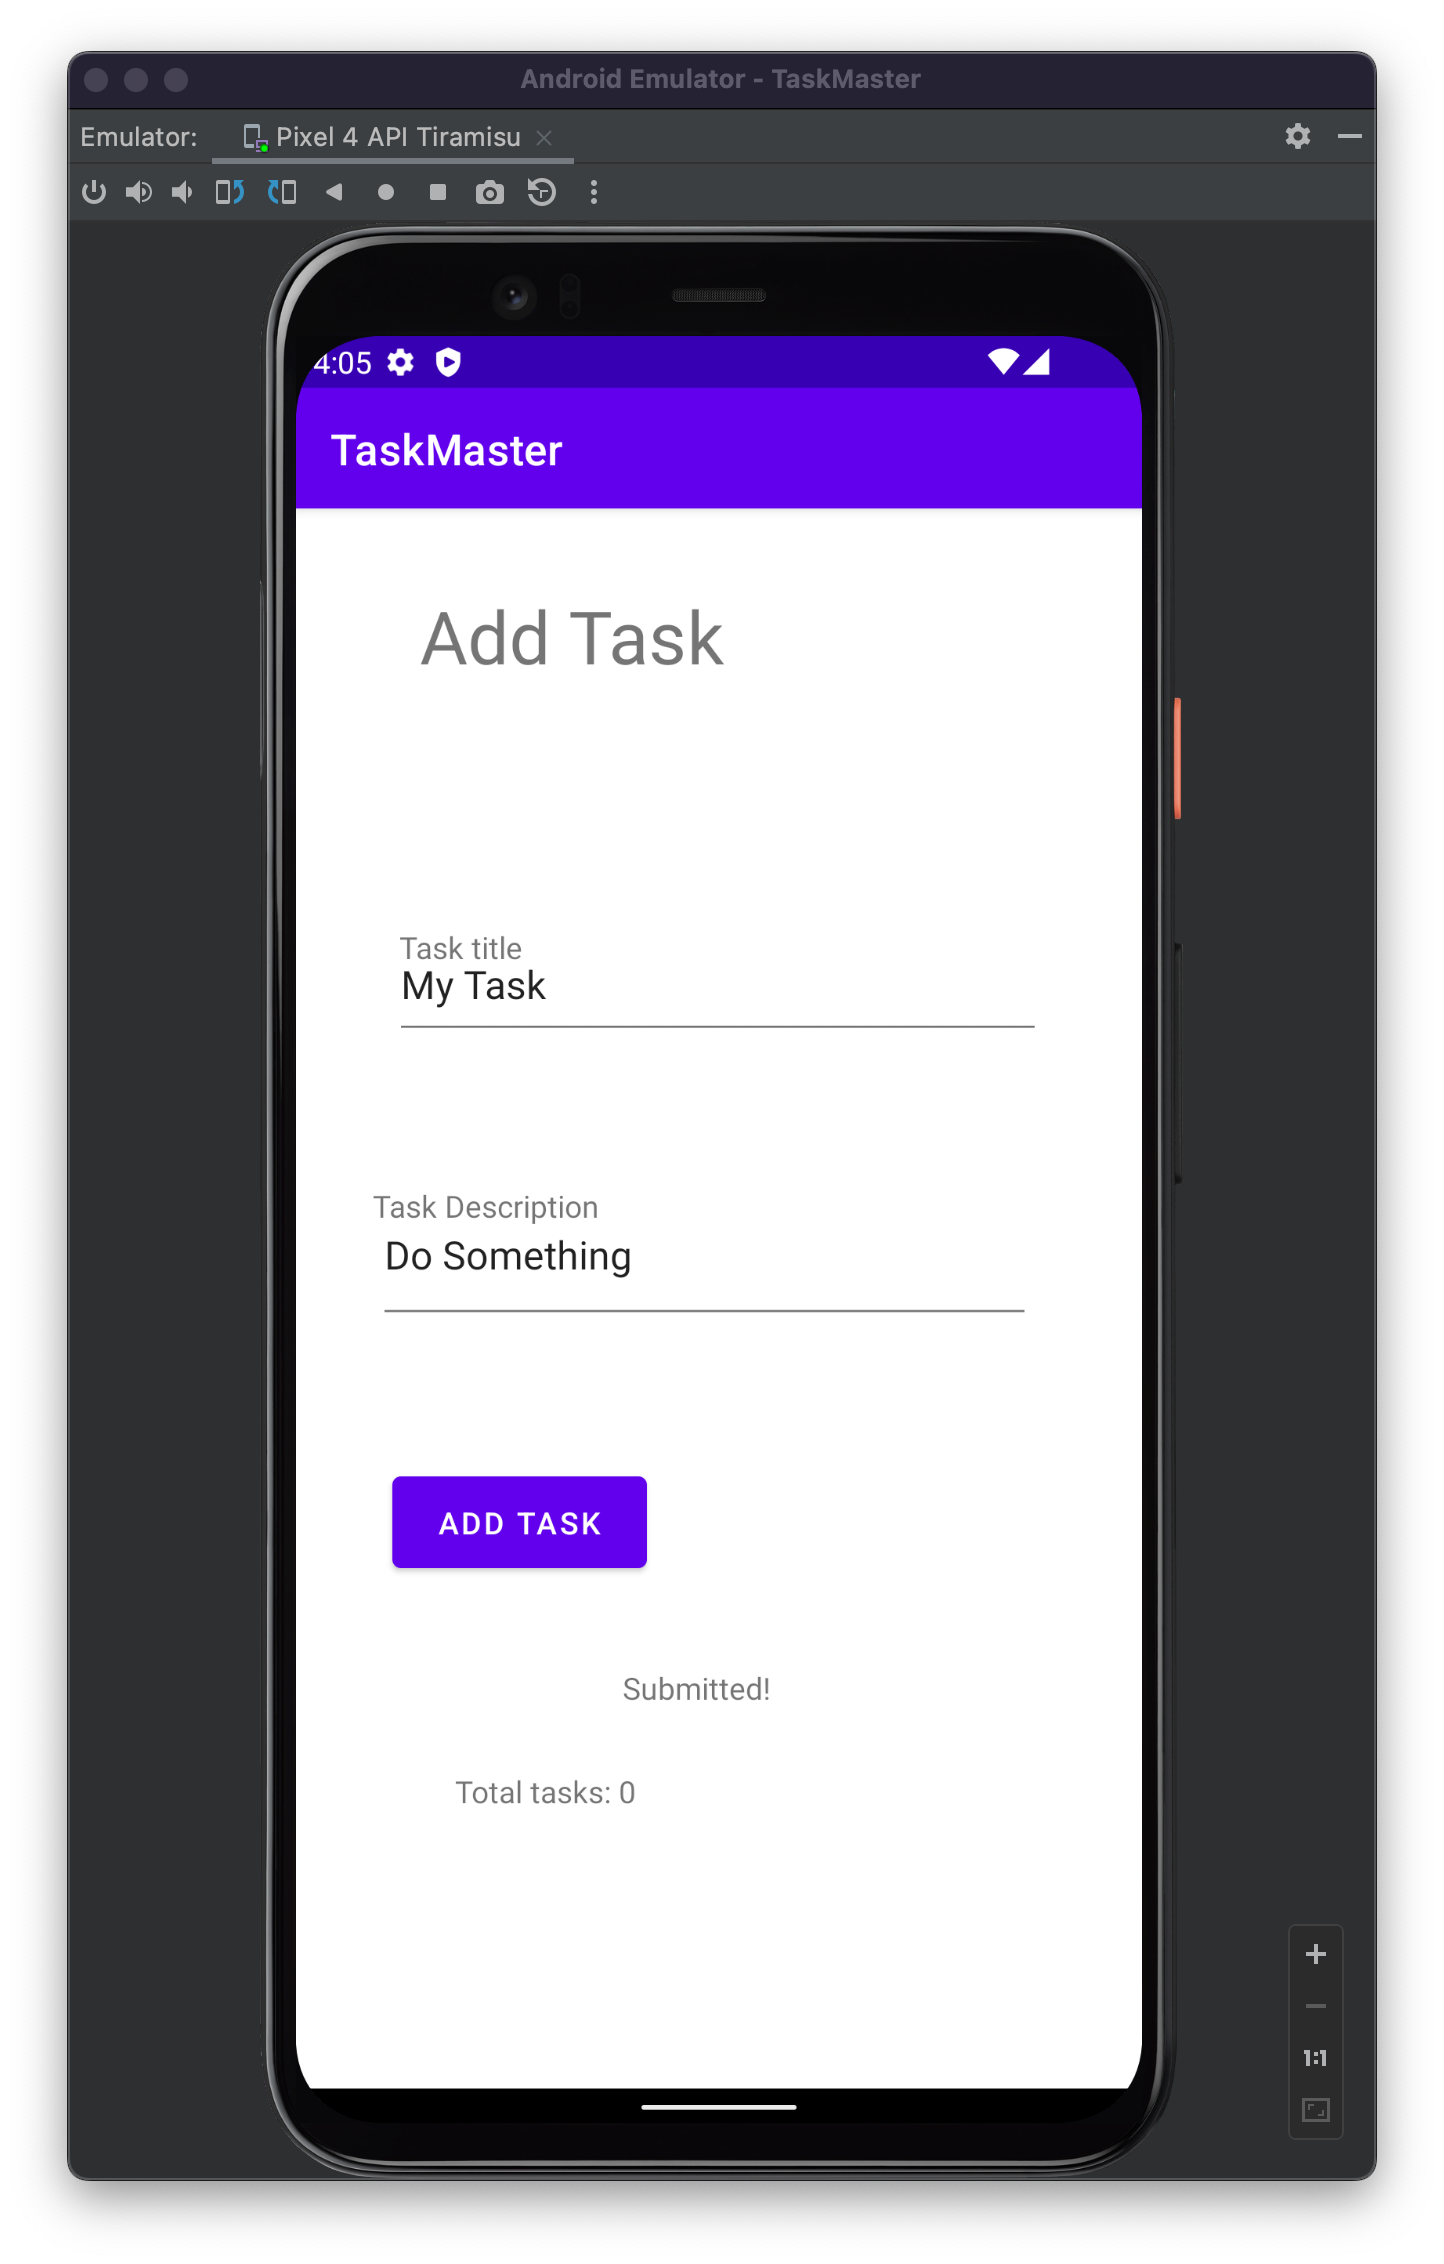 Android Emulator - TaskMaster
Emulator: Pixel 4 API Tiramisu
4:05
TaskMaster
Add Task
Task title
My Task
Task Description
Do Something
ADD TASK
Submitted!
Total tasks: 0
1:1